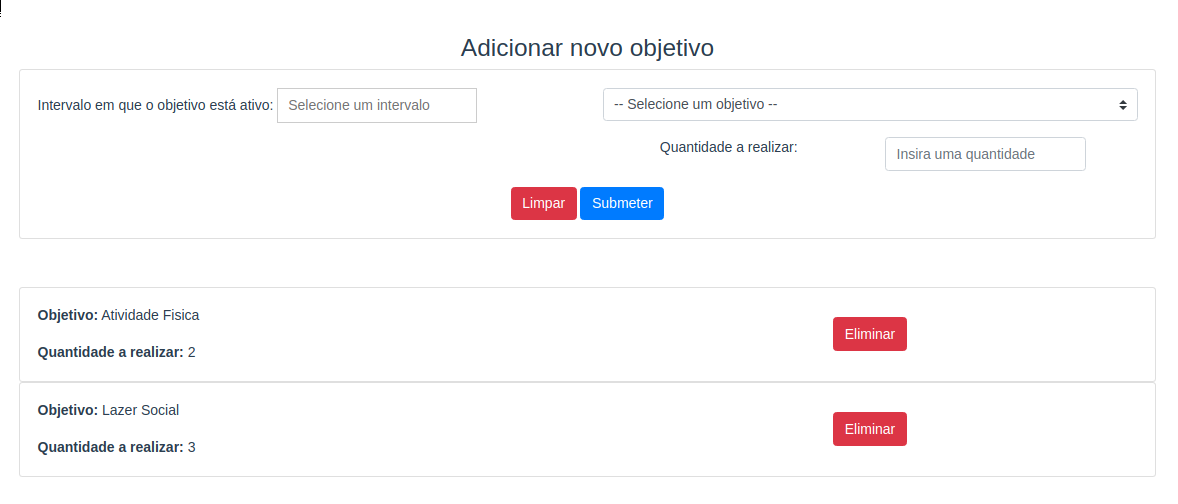 Adicionar novo objetivo
Intervalo em que o objetivo está ativo: Selecione um intervalo
-- Selecione um objetivo --
Quantidade a realizar: Insira uma quantidade
Limpar Submeter
Objetivo: Atividade Fisica
Quantidade a realizar: 2
Eliminar
Objetivo: Lazer Social
Quantidade a realizar: 3
Eliminar